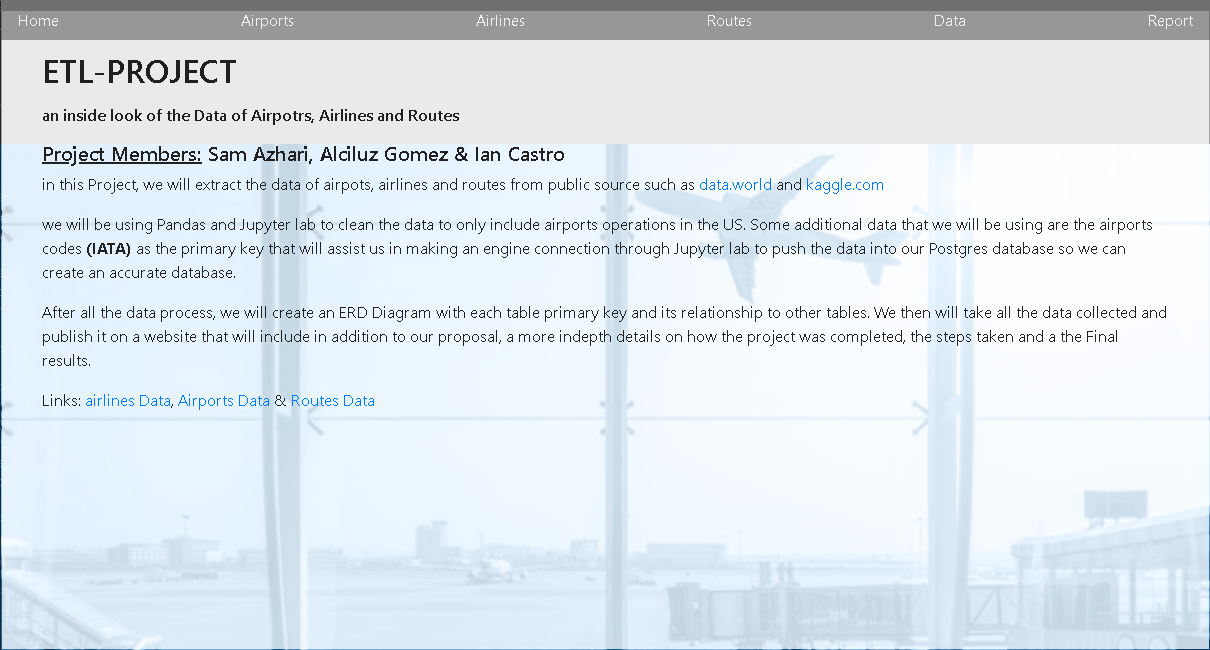 Home Airports Airlines Routes Data Report
ETL-PROJECT
an inside look of the Data of Airpotrs, Airlines and Routes
Project Members: Sam Azhari, Alciluz Gomez & Ian Castro
in this Project, we will extract the data of airpots, airlines and routes from public source such as data.world and kaggle.com
we will be using Pandas and Jupyter lab to clean the data to only include airports operations in the US. Some additional data that we will be using are the airports
codes (IATA) as the primary key that will assist us in making an engine connection through Jupyter lab to push the data into our Postgres database so we can
create an accurate database.
After all the data process, we will create an ERD Diagram with each table primary key and its relationship to other tables. We then will take all the data collected and
publish it on a website that will include in addition to our proposal, a more indepth details on how the project was completed, the steps taken and a the Final
results.
Links: airlines Data, Airports Data & Routes Data